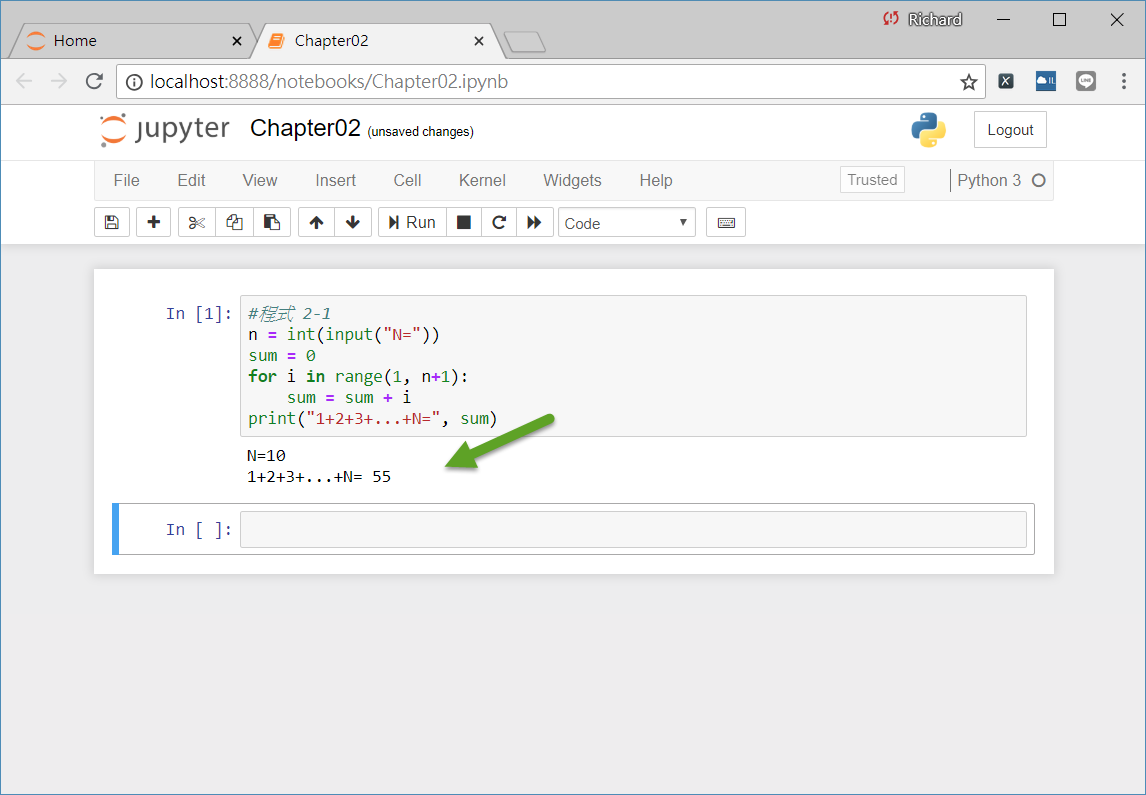 Richard
Home
Chapter02
localhost:8888/notebooks/Chapter02.ipynb
X
IL
LINE
jupyter Chapter02 (unsaved changes)
Logout
File Edit View Insert Cell Kernel Widgets Help Trusted Python 3
Run Code
In [1]: #程式 2-1
n = int(input("N="))
sum = 0
for i in range(1, n+1):
    sum = sum + i
print("1+2+3+...+N=", sum)
N=10
1+2+3+...+N= 55
In [ ]: